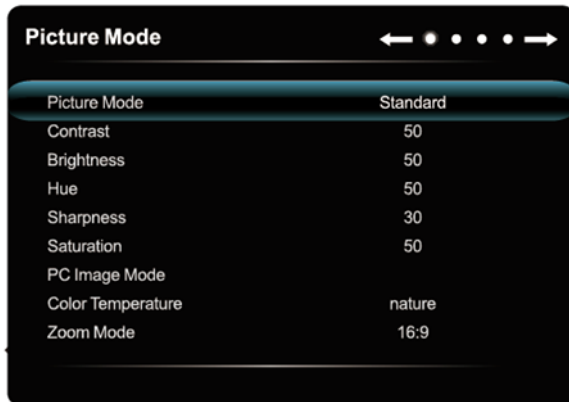 Picture Mode
Picture Mode Standard
Contrast 50
Brightness 50
Hue 50
Sharpness 30
Saturation 50
PC Image Mode
Color Temperature nature
Zoom Mode 16:9